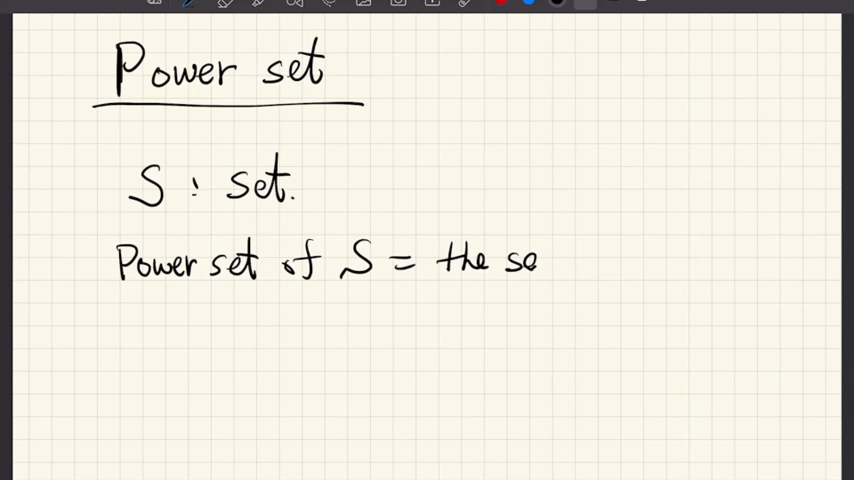 Power set
S : set.
Power set of S = the se